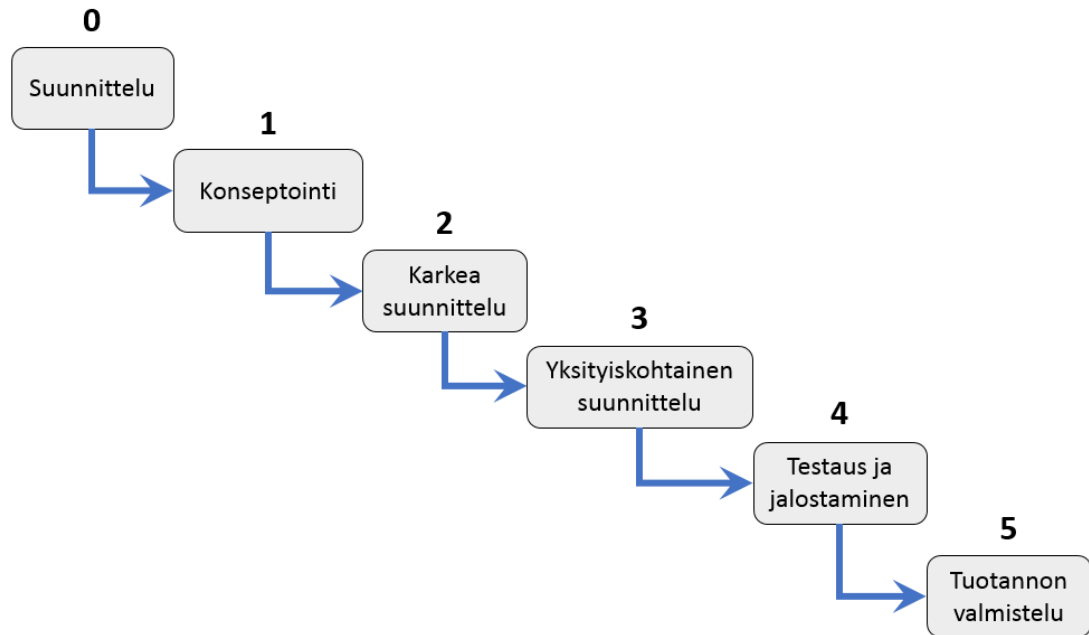 0
Suunnittelu
1
Konseptointi
2
Karkea
suunnittelu
3
Yksityiskohtainen
suunnittelu
4
Testaus ja
jalostaminen
5
Tuotannon
valmistelu